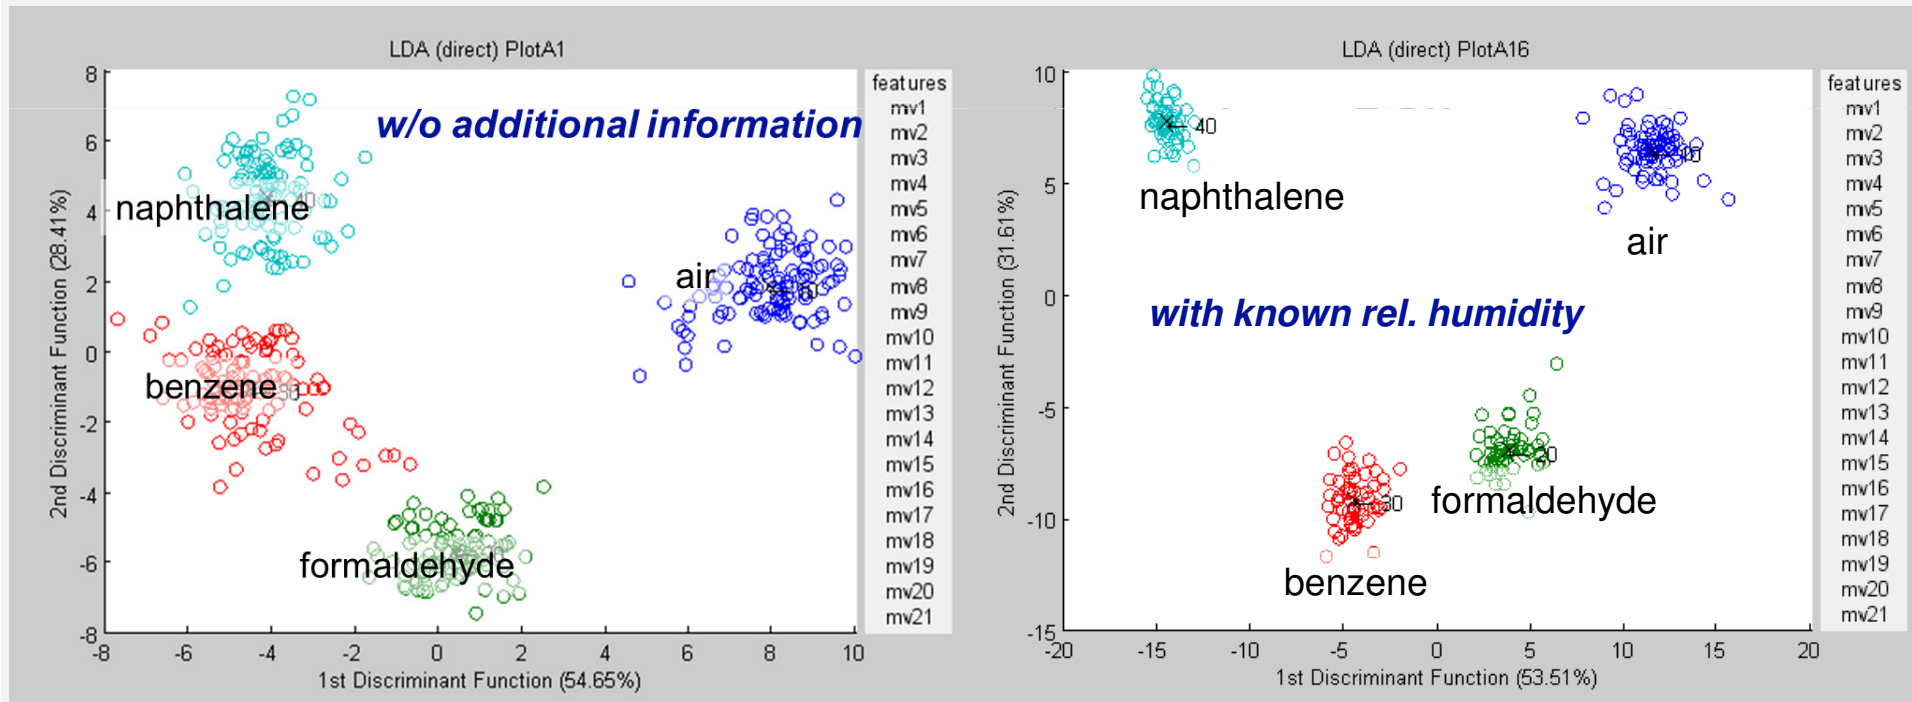 LDA (direct) PlotA1
w/o additional information
naphthalene
40
air
10
benzene
30
formaldehyde
2nd Discriminant Function (28.41%)
8
6
4
2
0
-2
-4
-6
-8
-8
-6
-4
-2
0
2
4
6
8
10
1st Discriminant Function (54.65%)
features
mv1
mv2
mv3
mv4
mv5
mv6
mv7
mv8
mv9
mv10
mv11
mv12
mv13
mv14
mv15
mv16
mv17
mv18
mv19
mv20
mv21
LDA (direct) PlotA16
40
naphthalene
10
air
with known rel. humidity
20
formaldehyde
30
benzene
2nd Discriminant Function (31.61%)
10
5
0
-5
-10
-15
-20
-15
-10
-5
0
5
10
15
20
1st Discriminant Function (53.51%)
features
mv1
mv2
mv3
mv4
mv5
mv6
mv7
mv8
mv9
mv10
mv11
mv12
mv13
mv14
mv15
mv16
mv17
mv18
mv19
mv20
mv21